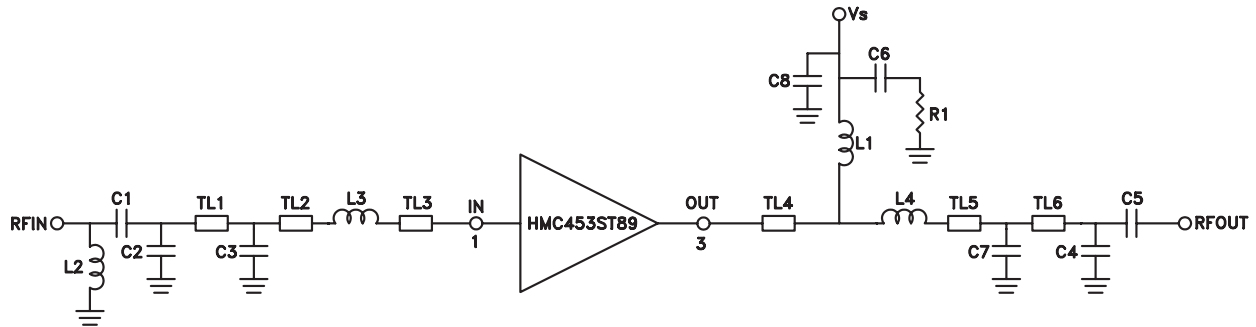 Vs
C6
C8
R1
L1
C1
TL1
TL2
L3
TL3
IN
OUT
TL4
L4
TL5
TL6
C5
RFIN
HMC453ST89
RFOUT
1
3
L2
C2
C3
C7
C4